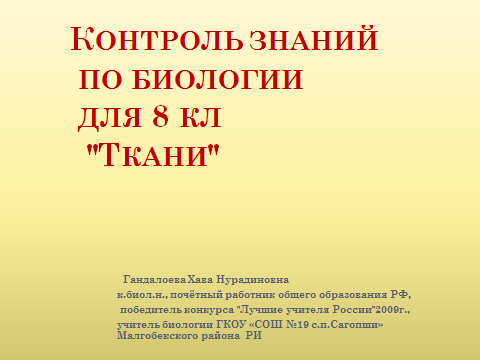 Контроль знаний
по биологии
для 8 кл
"Ткани"
Гандалоева Хава Нурадиновна
к.биол.н., почётный работник общего образования РФ,
победитель конкурса "Лучшие учителя России"2009г.,
учитель биологии ГКОУ «СОШ №19 с.п.Сагопши»
Малгобекского района РИ